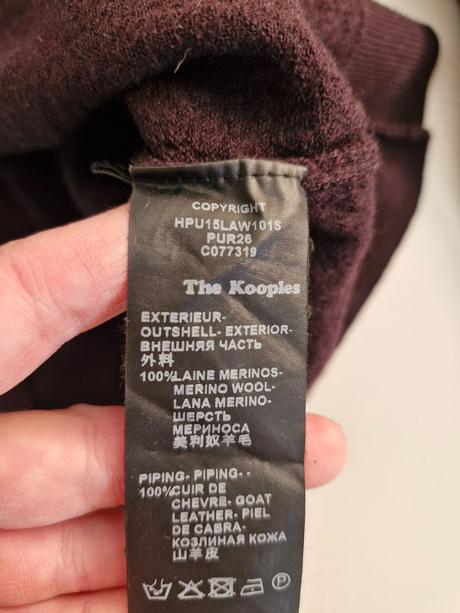 COPYRIGHT
HPU15LAW101S
PUR26
C077319
The Kooples
EXTERIEUR-
OUTSHELL- EXTERIOR-
ВНЕШНЯЯ ЧАСТЬ
外料
100%LAINE MERINOS-
MERINO WOOL-
LANA MERINO-
ШЕРСТЬ
МЕРИНОСА
美利奴羊毛
PIPING- PIPING- -
100%CUIR DE
CHEVRE- GOAT
LEATHER- PIEL
DE CABRA-
КОЗЛИНАЯ КОЖА
山羊皮
P